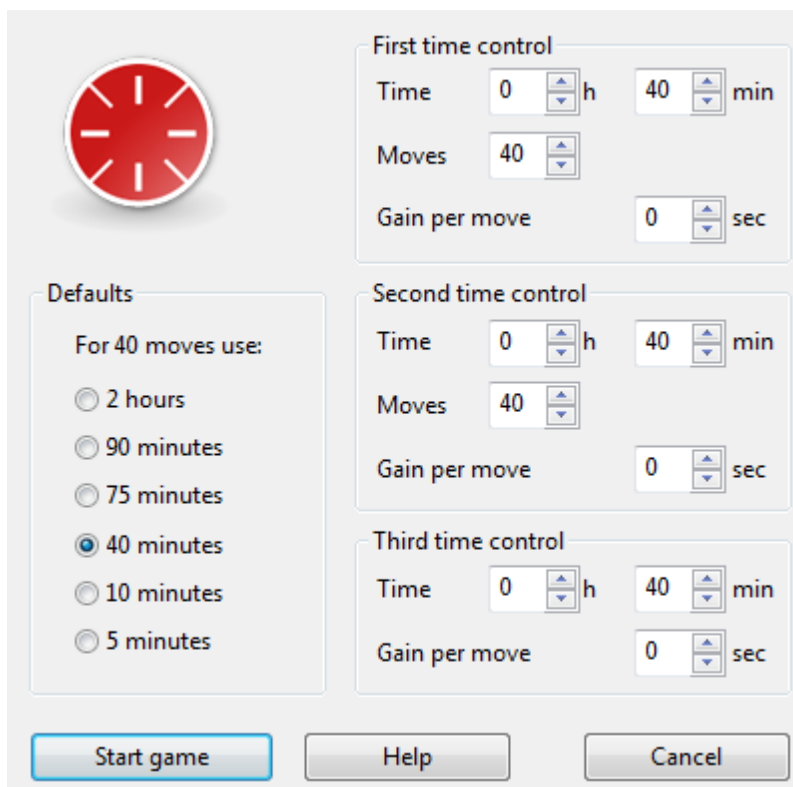 First time control
Time 0 h 40 min
Moves 40
Gain per move 0 sec
Defaults
For 40 moves use:
2 hours
90 minutes
75 minutes
40 minutes
10 minutes
5 minutes
Second time control
Time 0 h 40 min
Moves 40
Gain per move 0 sec
Third time control
Time 0 h 40 min
Gain per move 0 sec
Start game Help Cancel